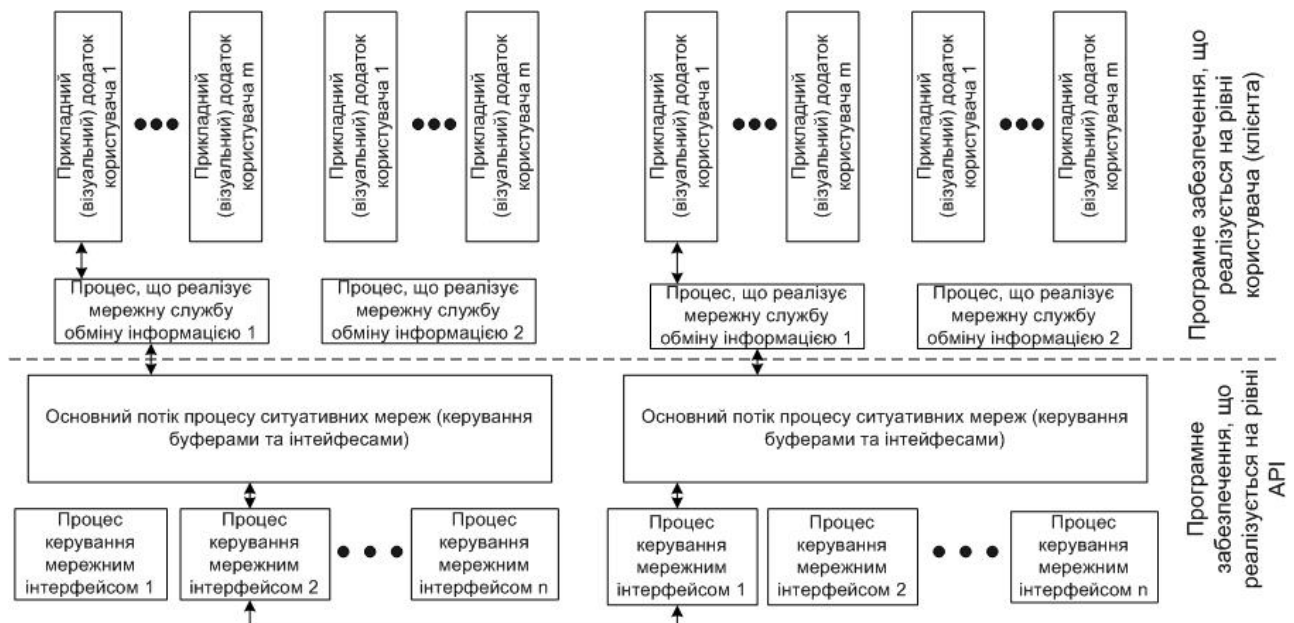 Прикладний
(візуальний) додаток
користувача 1
Прикладний
(візуальний) додаток
користувача m
Прикладний
(візуальний) додаток
користувача 1
Прикладний
(візуальний) додаток
користувача m
Прикладний
(візуальний) додаток
користувача 1
Прикладний
(візуальний) додаток
користувача m
Прикладний
(візуальний) додаток
користувача 1
Прикладний
(візуальний) додаток
користувача m
Програмне забезпечення, що
реалізується на рівні
користувача (клієнта)
Процес, що реалізує
мережну службу
обміну інформацією 1
Процес, що реалізує
мережну службу
обміну інформацією 2
Процес, що реалізує
мережну службу
обміну інформацією 1
Процес, що реалізує
мережну службу
обміну інформацією 2
Основний потік процесу ситуативних мереж (керування
буферами та інтейфесами)
Основний потік процесу ситуативних мереж (керування
буферами та інтейфесами)
Програмне
забезпечення, що
реалізується на рівні
API
Процес
керування
мережним
інтерфейсом 1
Процес
керування
мережним
інтерфейсом 2
Процес
керування
мережним
інтерфейсом n
Процес
керування
мережним
інтерфейсом 1
Процес
керування
мережним
інтерфейсом 2
Процес
керування
мережним
інтерфейсом n